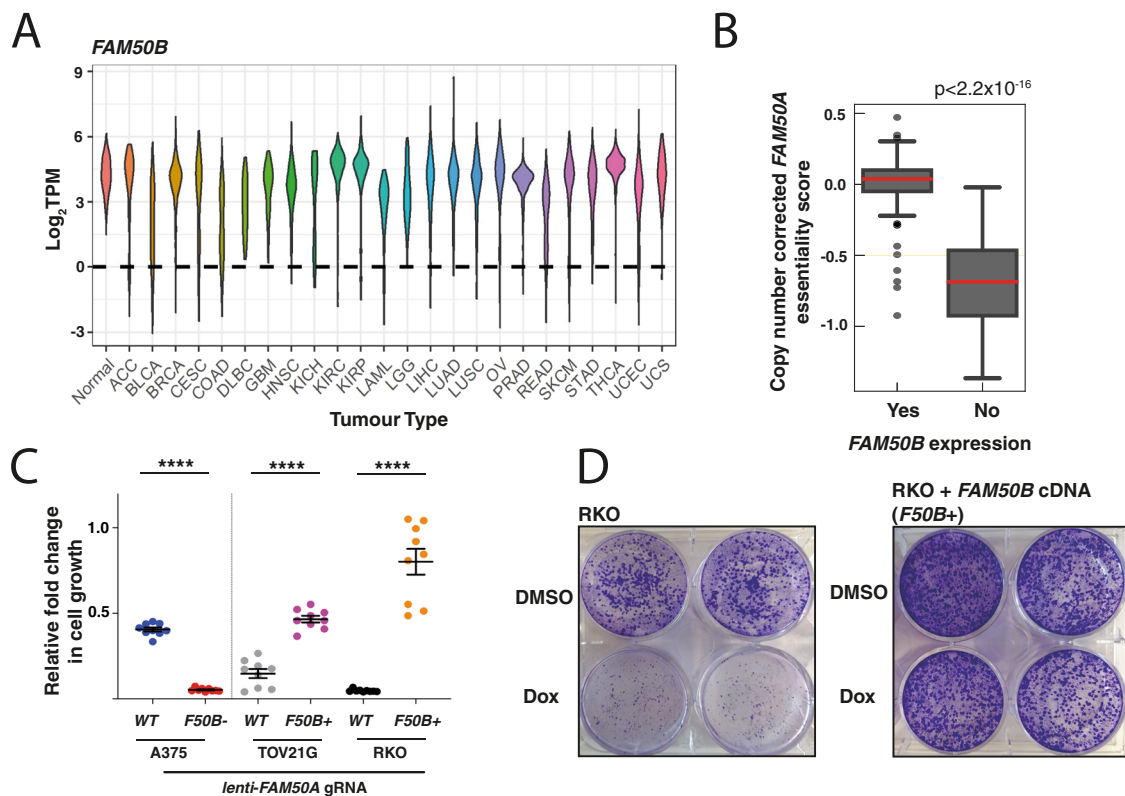 A
FAM50B
Log2TPM
9
6
3
0
-3
Normal
ACC
BLCA
BRCA
CESC
COAD
DLBC
GBM
HNSC
KICH
KIRC
KIRP
LAML
LGG
LIHC
LUAD
LUSC
OV
PRAD
READ
SKCM
STAD
THCA
UCEC
UCS
Tumour Type
B
p<2.2x10-16
Copy number corrected FAM50A
essentiality score
0.5
0.0
-0.5
-1.0
Yes No
FAM50B expression
C
**** **** ****
Relative fold change
in cell growth
1.0
0.5
WT F50B- WT F50B+ WT F50B+
A375 TOV21G RKO
lenti-FAM50A gRNA
D
RKO
DMSO
Dox
RKO + FAM50B cDNA
(F50B+)
DMSO
Dox